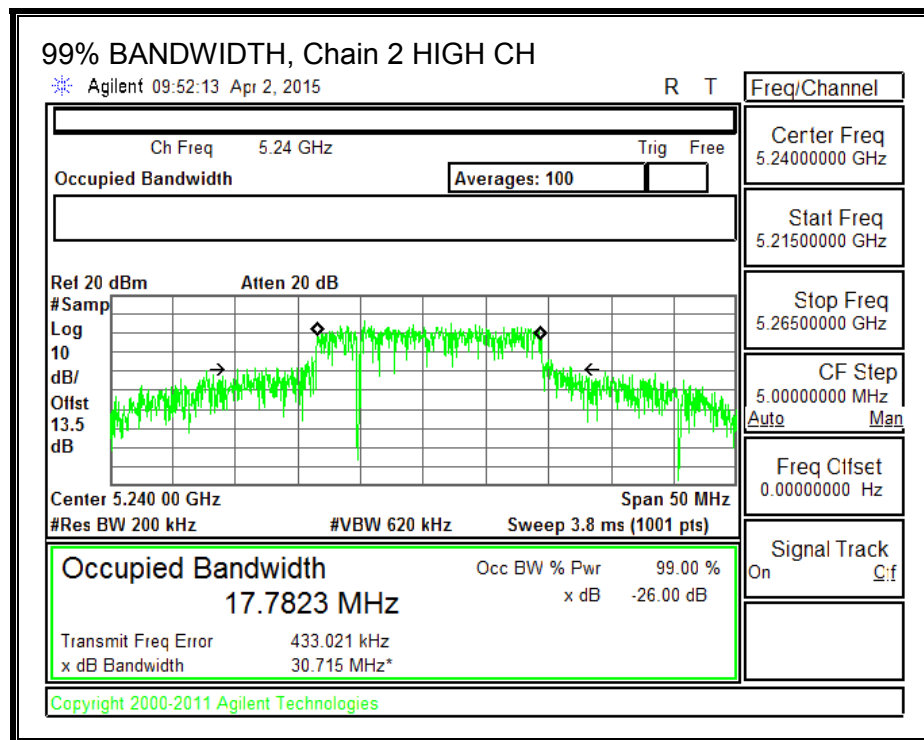 99% BANDWIDTH, Chain 2 HIGH CH
Agilent 09:52:13 Apr 2, 2015 R T
Freq/Channel
Ch Freq 5.24 GHz Trig Free
Occupied Bandwidth Averages: 100
Center Freq
5.24000000 GHz
Start Freq
5.21500000 GHz
Stop Freq
5.26500000 GHz
CF Step
5.00000000 MHz
Auto Man
Freq Offset
0.00000000 Hz
Signal Track
On Off
Ref 20 dBm Atten 20 dB
#Samp
Log
10
dB/
Offst
13.5
dB
Center 5.240 00 GHz Span 50 MHz
#Res BW 200 kHz #VBW 620 kHz Sweep 3.8 ms (1001 pts)
Occupied Bandwidth Occ BW % Pwr 99.00 %
17.7823 MHz x dB -26.00 dB
Transmit Freq Error 433.021 kHz
x dB Bandwidth 30.715 MHz*
Copyright 2000-2011 Agilent Technologies